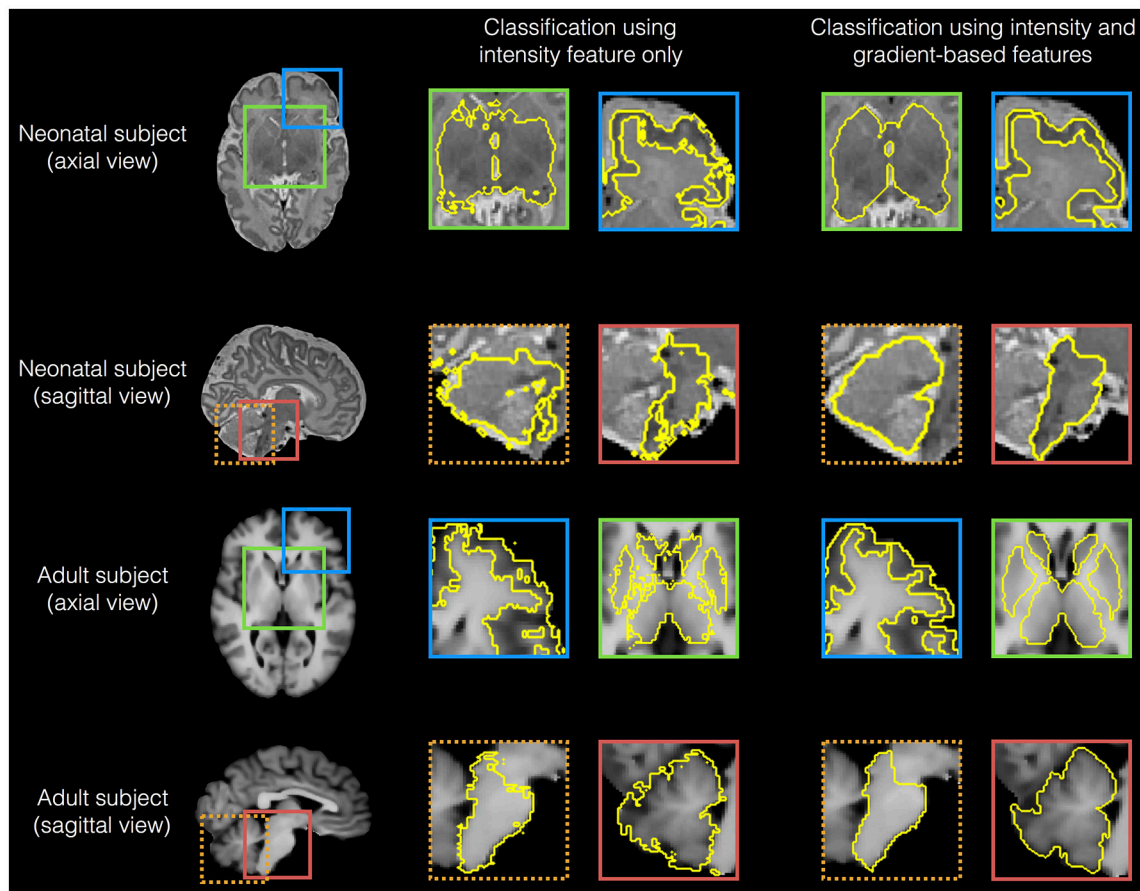 Classification using
intensity feature only
Classification using intensity and
gradient-based features
Neonatal subject
(axial view)
Neonatal subject
(sagittal view)
Adult subject
(axial view)
Adult subject
(sagittal view)